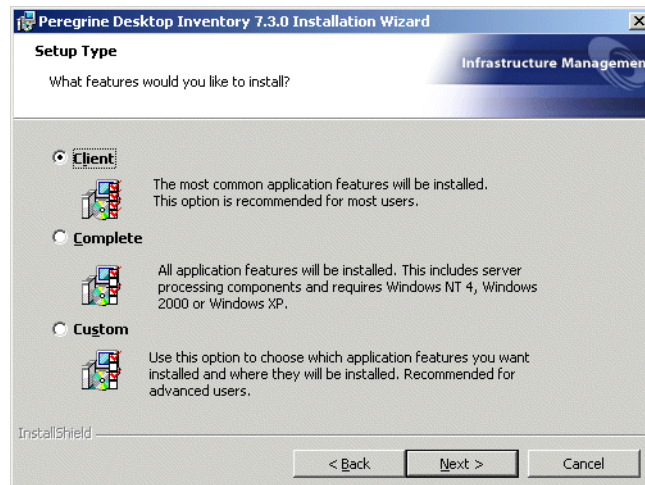 Peregrine Desktop Inventory 7.3.0 Installation Wizard
Setup Type
What features would you like to install?
Infrastructure Managemen
Client
The most common application features will be installed.
This option is recommended for most users.
Complete
All application features will be installed. This includes server
processing components and requires Windows NT 4, Windows
2000 or Windows XP.
Custom
Use this option to choose which application features you want
installed and where they will be installed. Recommended for
advanced users.
InstallShield
< Back
Next >
Cancel